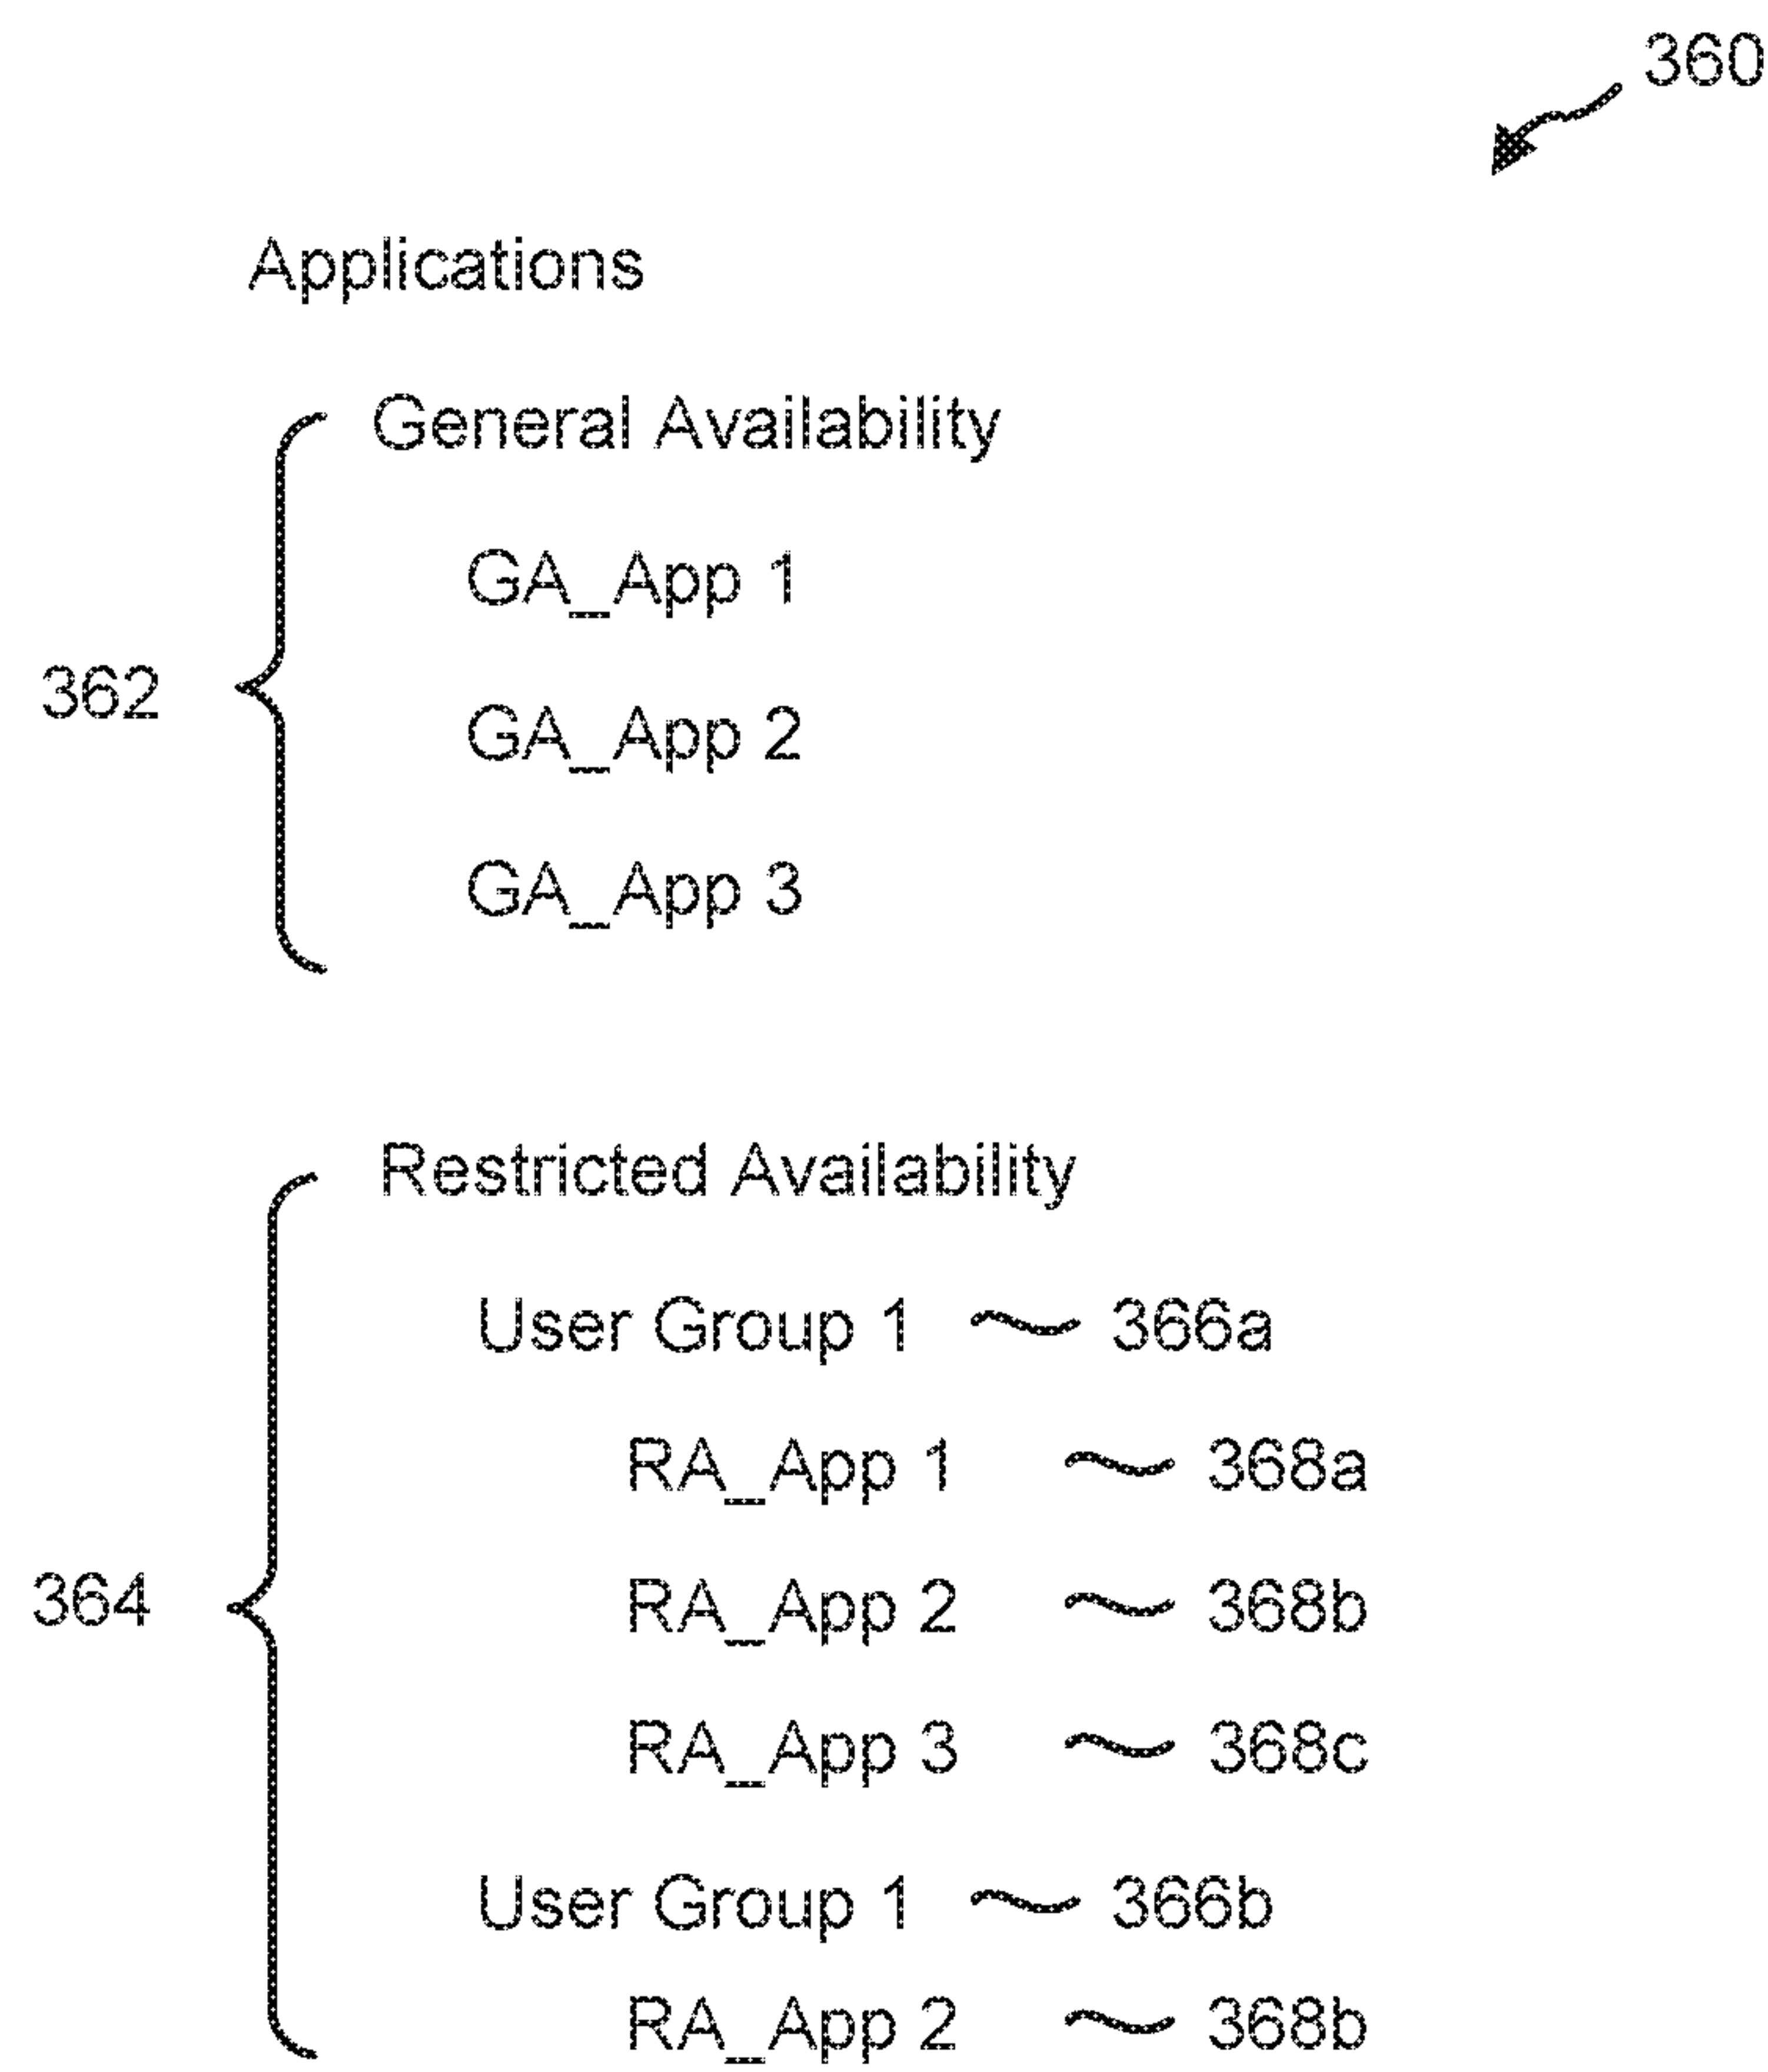 360
Applications
General Availability
GA_App 1
362
GA_App 2
GA_App 3
Restricted Availability
User Group 1 366a
RA_App 1 368a
364
RA_App 2 368b
RA_App 3 368c
User Group 1 366b
RA_App 2 368b